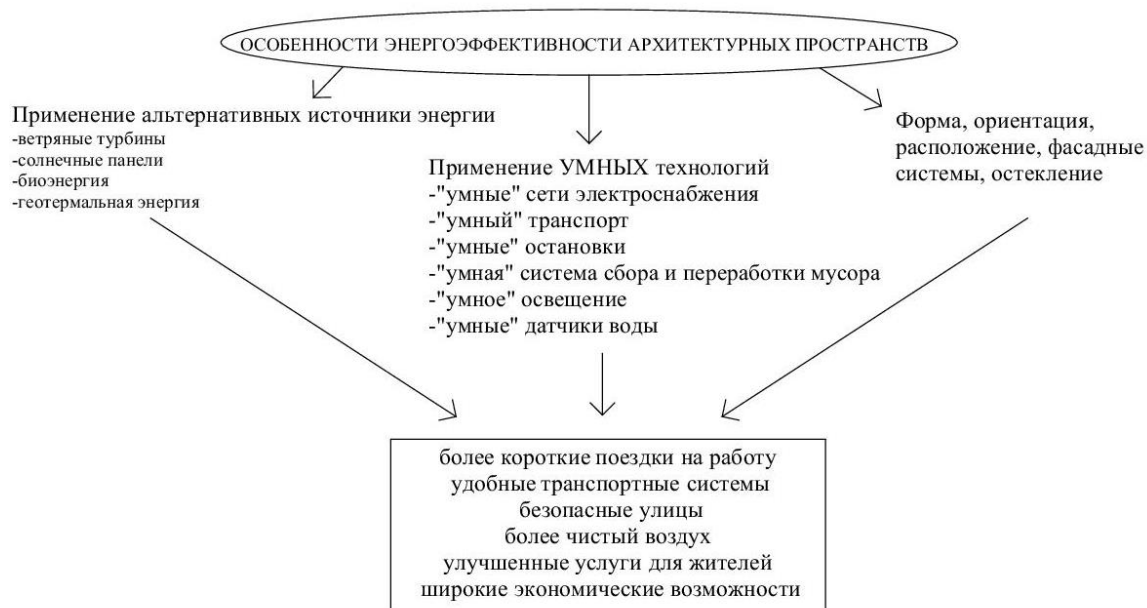 ОСОБЕННОСТИ ЭНЕРГОЭФФЕКТИВНОСТИ АРХИТЕКТУРНЫХ ПРОСТРАНСТВ
Применение альтернативных источники энергии
-ветряные турбины
-солнечные панели
-биоэнергия
-геотермальная энергия
Применение УМНЫХ технологий
-"умные" сети электроснабжения
-"умный" транспорт
-"умные" остановки
-"умная" система сбора и переработки мусора
-"умное" освещение
-"умные" датчики воды
Форма, ориентация,
расположение, фасадные
системы, остекление
более короткие поездки на работу
удобные транспортные системы
безопасные улицы
более чистый воздух
улучшенные услуги для жителей
широкие экономические возможности